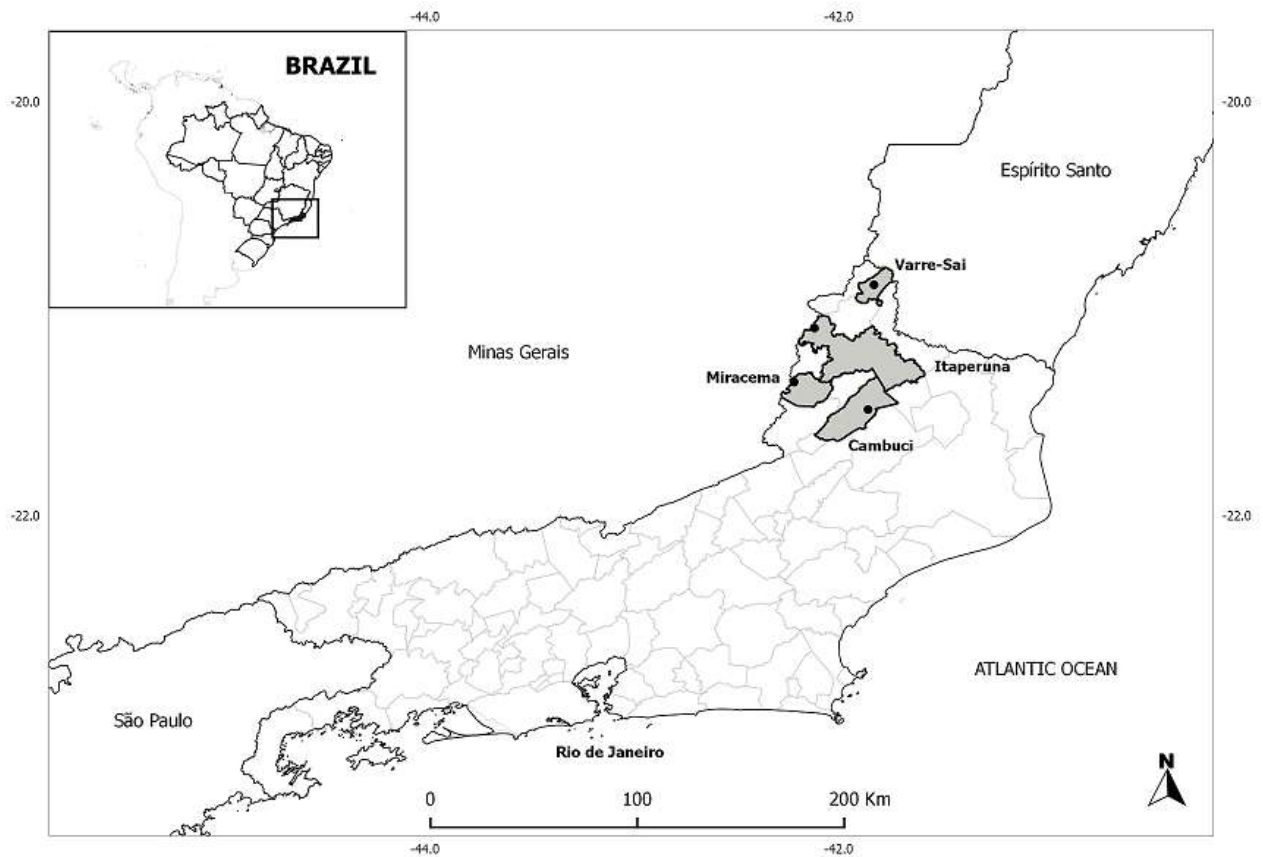 -44.0
-42.0
BRAZIL
-20.0
-20.0
Espírito Santo
Varre-Sai
Minas Gerais
Itaperuna
Miracema
Cambuci
-22.0
-22.0
ATLANTIC OCEAN
São Paulo
Rio de Janeiro
N
0
100
200 Km
-44.0
-42.0